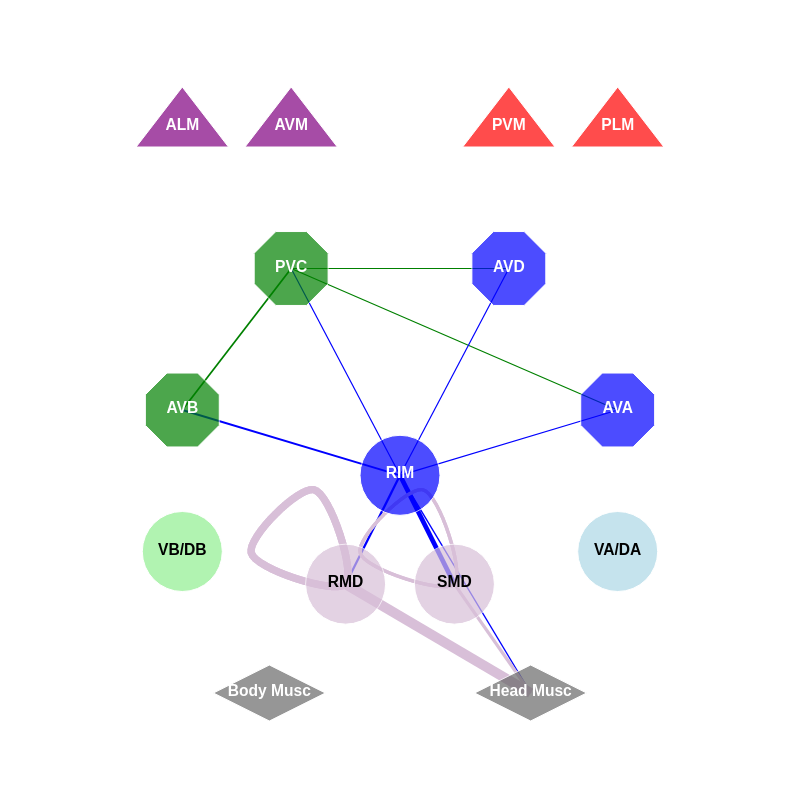 ALM
AVM
PVM
PLM
PVC
AVD
AVB
AVA
RIM
VB/DB
VA/DA
RMD
SMD
Body Musc
Head Musc